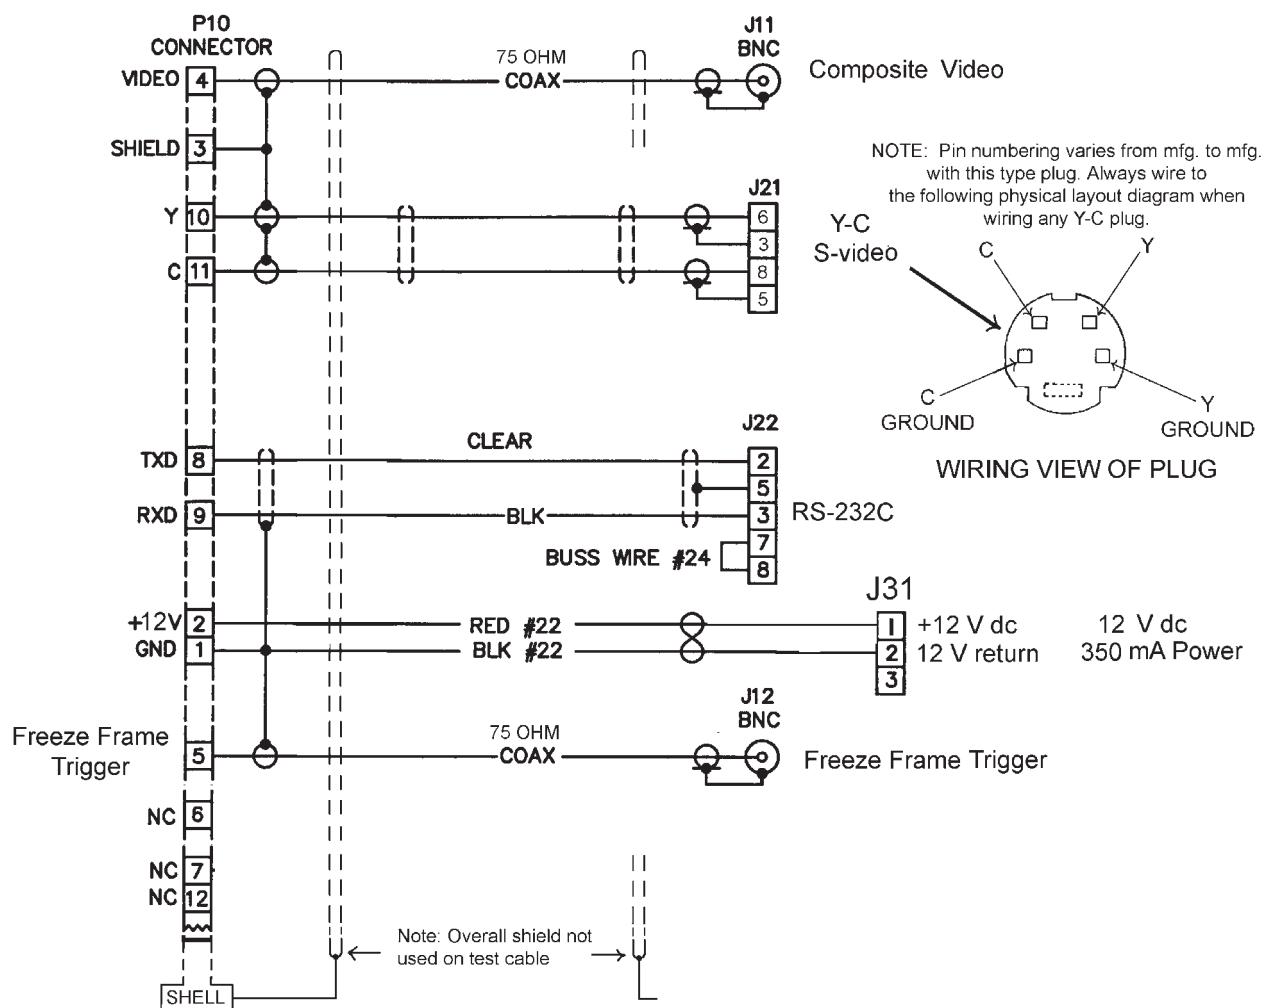 P10
CONNECTOR
J11
BNC
75 OHM
COAX
VIDEO 4
Composite Video
SHIELD 3
NOTE: Pin numbering varies from mfg. to mfg.
with this type plug. Always wire to
the following physical layout diagram when
wiring any Y-C plug.
J21
Y 10
6
3
C 11
8
5
Y-C
S-video
C
Y
C
GROUND
Y
GROUND
WIRING VIEW OF PLUG
J22
TXD 8
CLEAR
2
5
RXD 9
BLK
3
RS-232C
7
BUSS WIRE #24
8
J31
+12V 2
RED #22
1
+12 V dc
12 V dc
GND 1
BLK #22
2
12 V return
350 mA Power
3
J12
BNC
75 OHM
COAX
Freeze Frame
Trigger
5
Freeze Frame Trigger
NC 6
NC 7
NC 12
Note: Overall shield not
used on test cable
SHELL